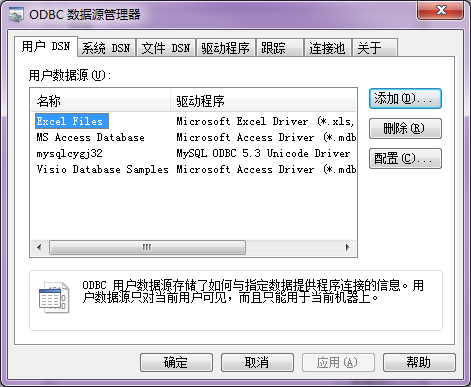 ODBC 数据源管理器
用户 DSN 系统 DSN 文件 DSN 驱动程序 跟踪 连接池 关于
用户数据源(U):
名称 驱动程序
Excel Files Microsoft Excel Driver (*.xls,
MS Access Database Microsoft Access Driver (*.mdb
mysqlcygj32 MySQL ODBC 5.3 Unicode Driver
Visio Database Samples Microsoft Access Driver (*.mdb
添加(D)...
删除(R)
配置(C)...
ODBC 用户数据源存储了如何与指定数据提供程序连接的信息。用
户数据源只对当前用户可见，而且只能用于当前机器上。
确定 取消 应用(A) 帮助